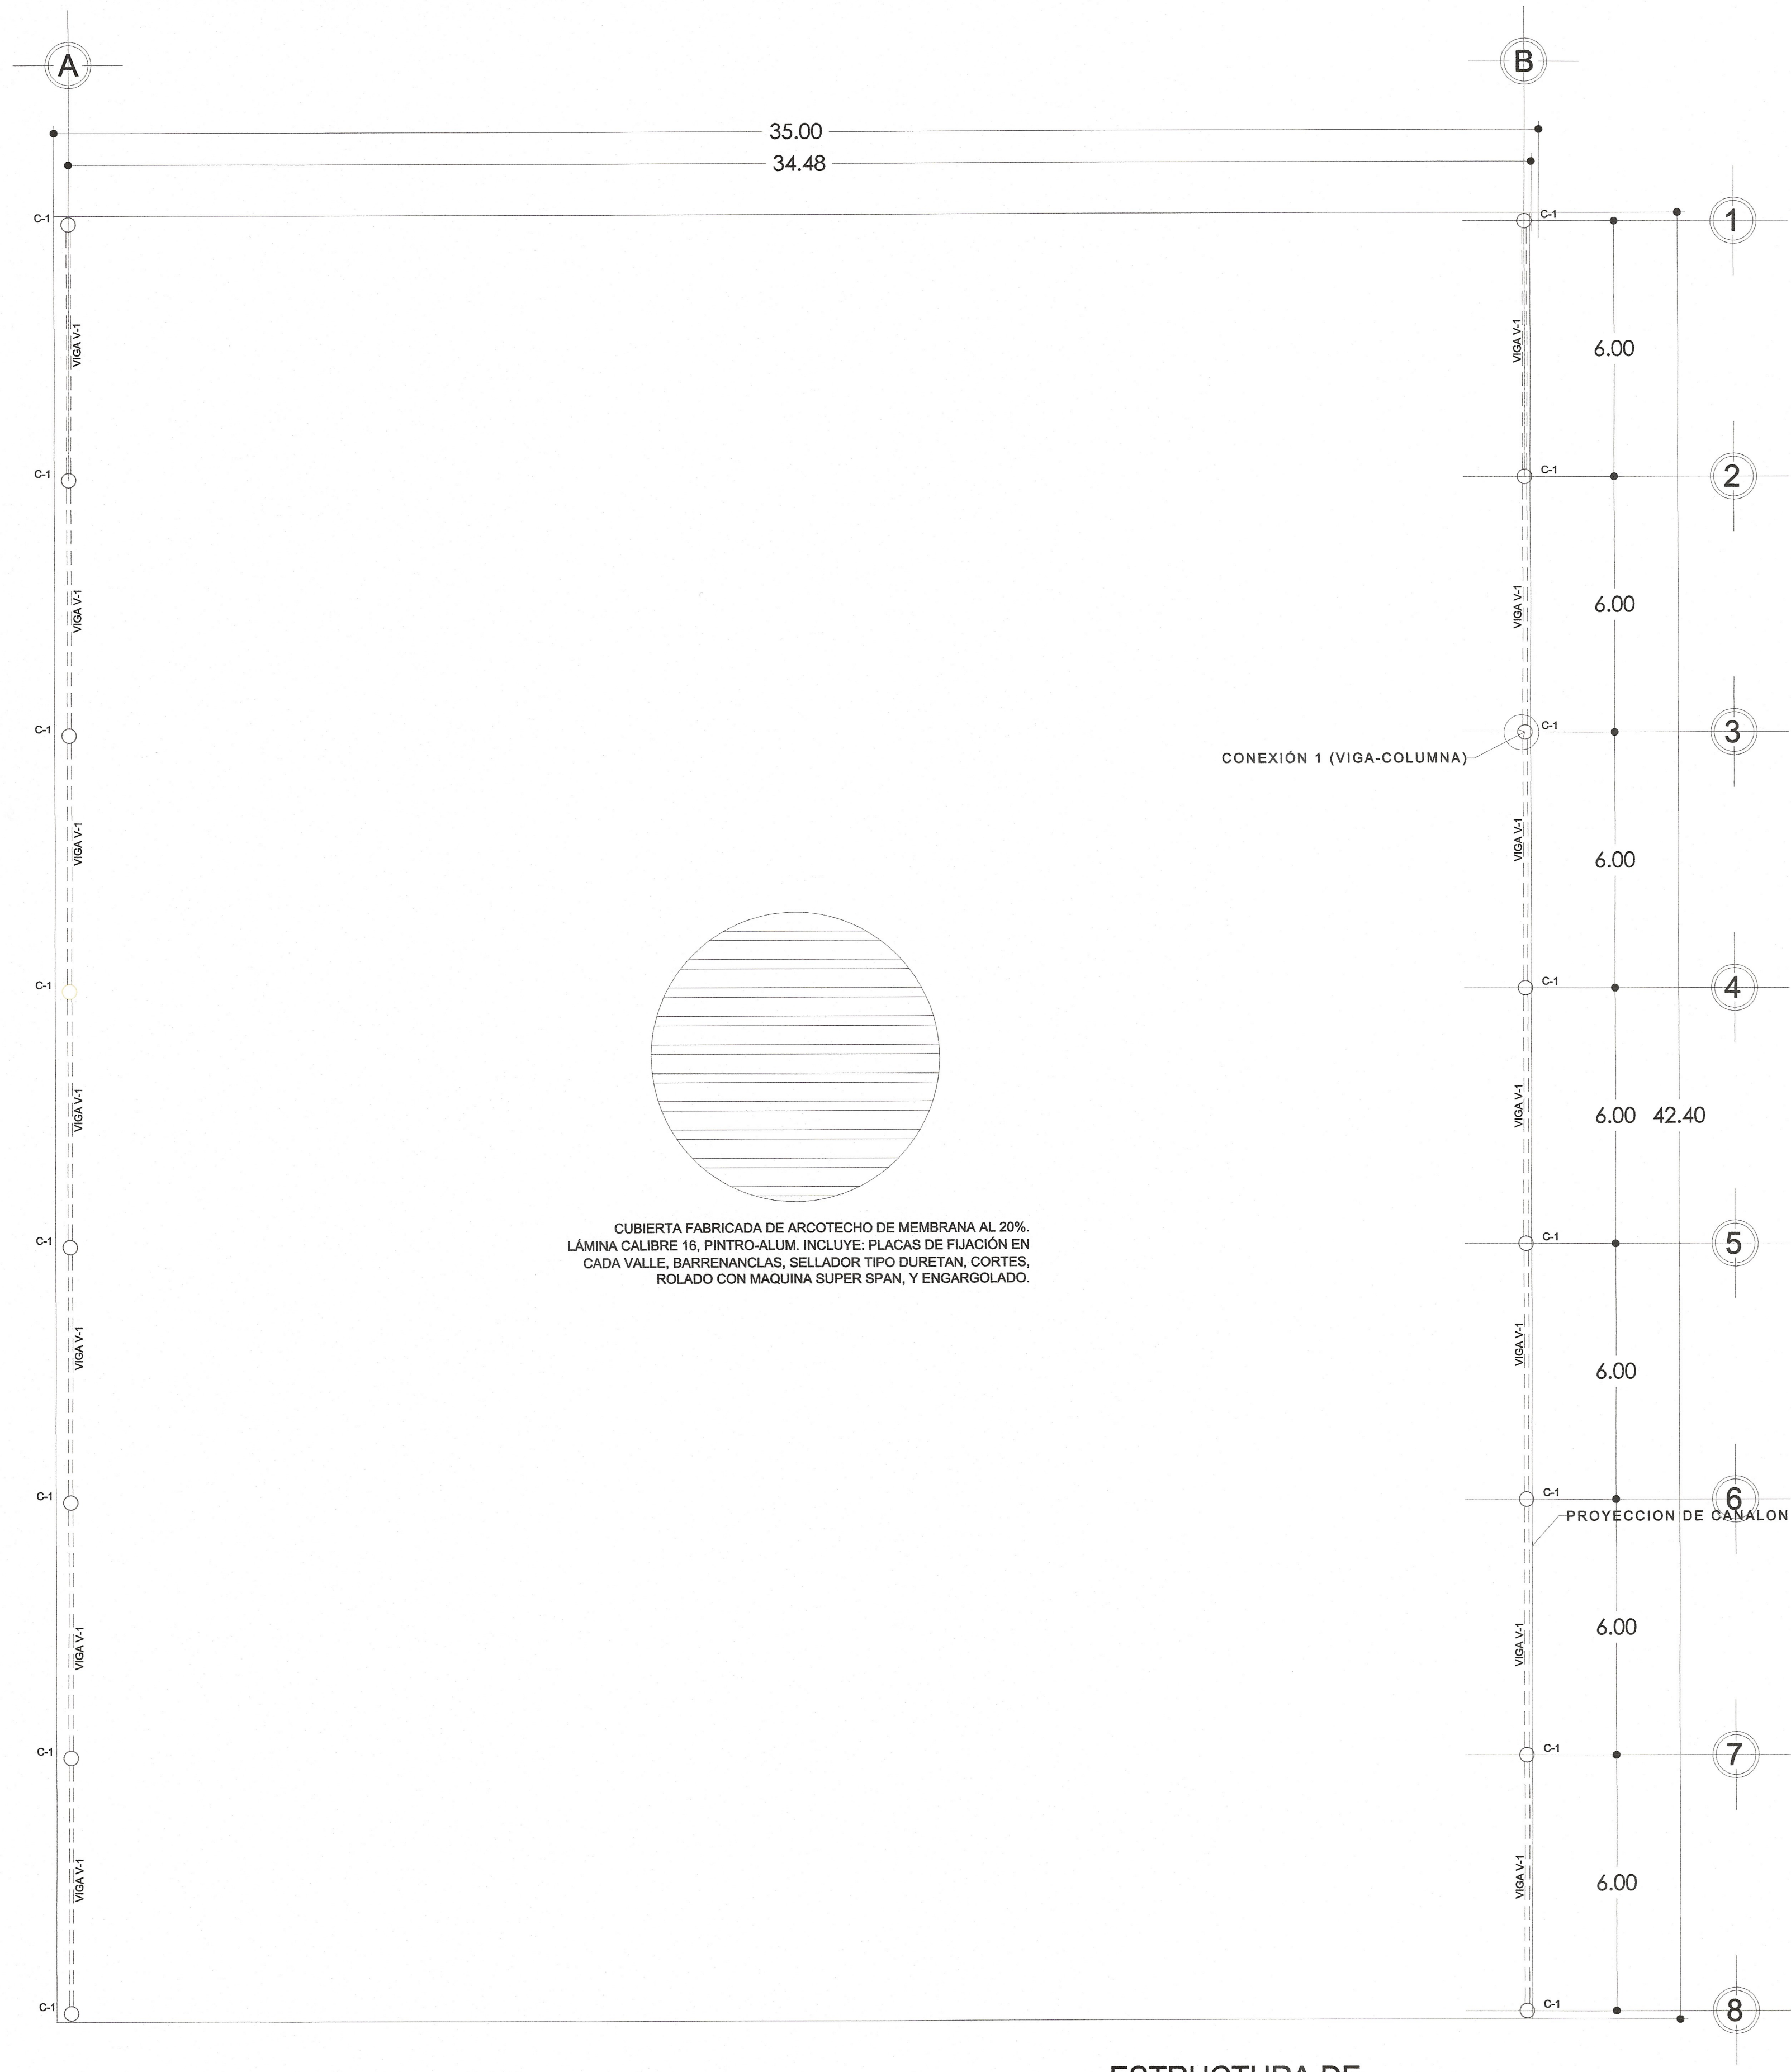 A
B
35.00
34.48
C-1
C-1
1
VIGA V-1
VIGA V-1
6.00
C-1
C-1
2
VIGA V-1
VIGA V-1
6.00
C-1
C-1
3
CONEXIÓN 1 (VIGA-COLUMNA)
VIGA V-1
VIGA V-1
6.00
C-1
C-1
4
VIGA V-1
VIGA V-1
6.00
42.40
CUBIERTA FABRICADA DE ARCOTECHO DE MEMBRANA AL 20%.
LÁMINA CALIBRE 16, PINTRO-ALUM. INCLUYE: PLACAS DE FIJACIÓN EN
CADA VALLE, BARRENANCLAS, SELLADOR TIPO DURETAN, CORTES,
ROLADO CON MAQUINA SUPER SPAN, Y ENGARGOLADO.
C-1
C-1
5
VIGA V-1
VIGA V-1
6.00
C-1
C-1
6
PROYECCION DE CANALON
VIGA V-1
VIGA V-1
6.00
C-1
C-1
7
VIGA V-1
VIGA V-1
6.00
C-1
C-1
8
ESTRUCTURA DE